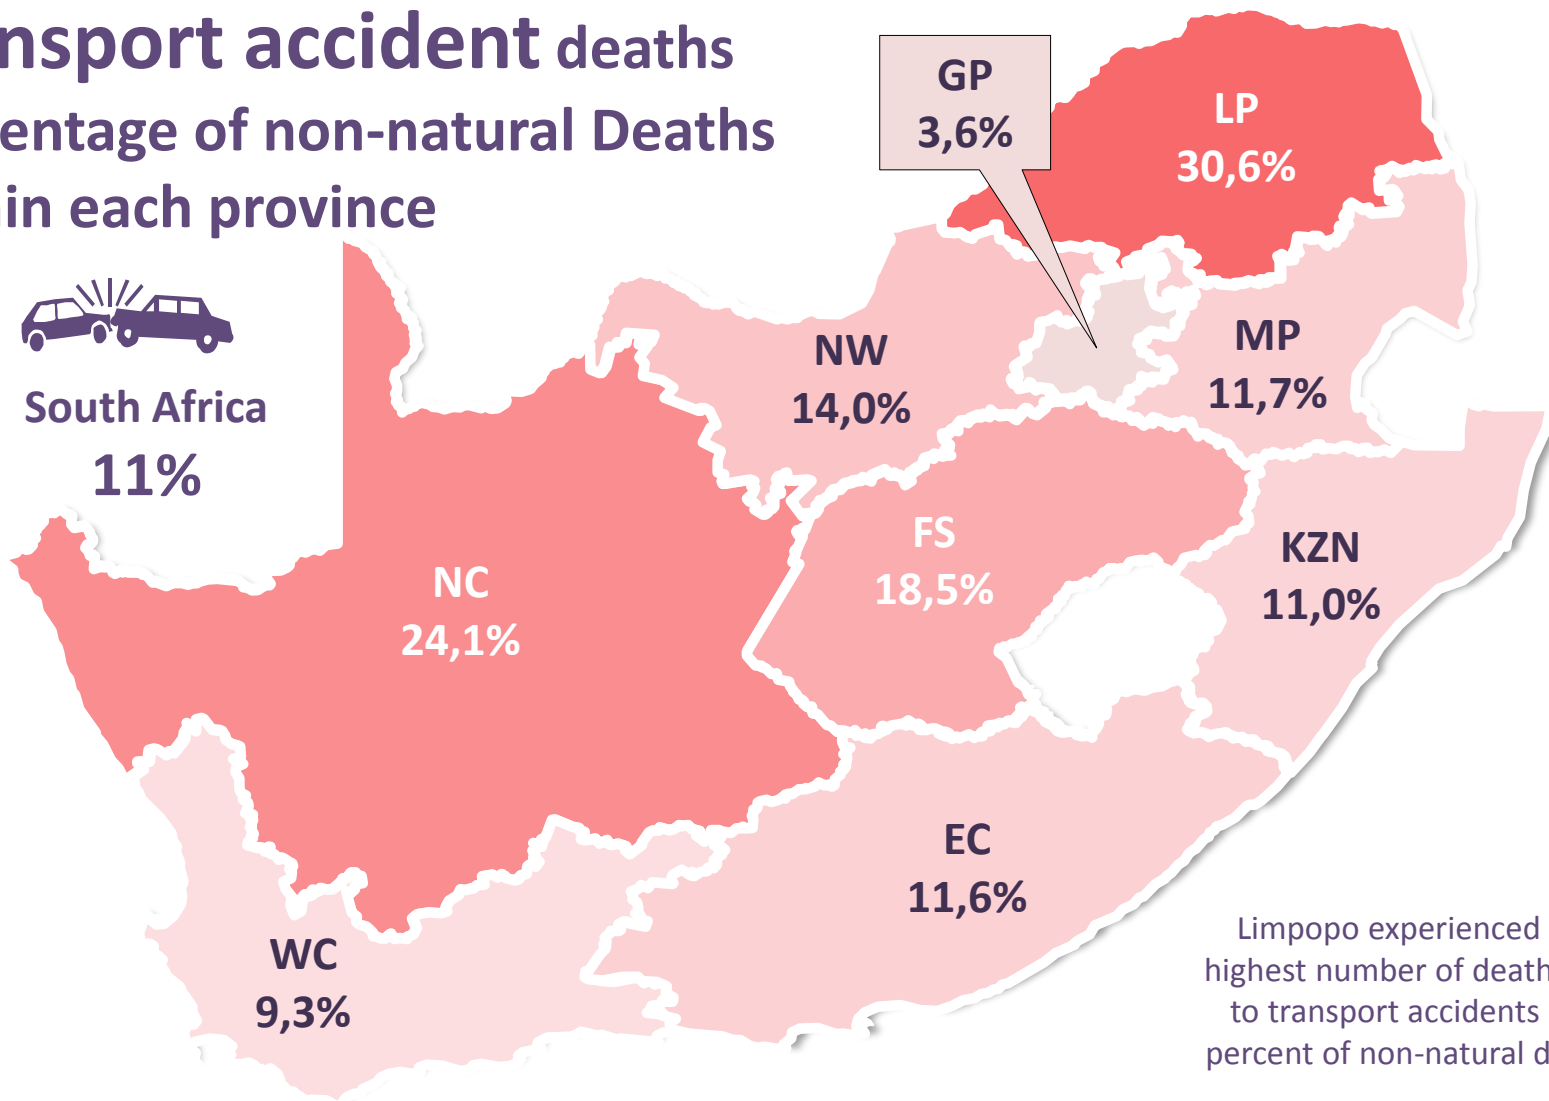 nsport accident deaths
entage of non-natural Deaths
in each province
South Africa
11%
GP
3,6%
LP
30,6%
NW
14,0%
MP
11,7%
FS
18,5%
KZN
11,0%
NC
24,1%
EC
11,6%
WC
9,3%
Limpopo experienced
highest number of death
to transport accidents
percent of non-natural d